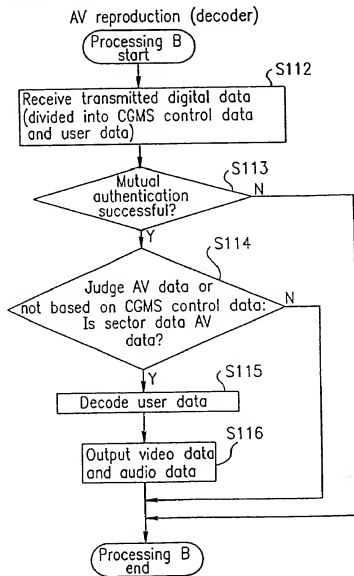 AV reproduction (decoder)
Processing B
start
S112
Receive transmitted digital data
(divided into CGMS control data
and user data)
S113
Mutual
authentication
successful?
N
Y
S114
Judge AV data or
not based on CGMS control data:
Is sector data AV
data?
N
Y
S115
Decode user data
S116
Output video data
and audio data
Processing B
end